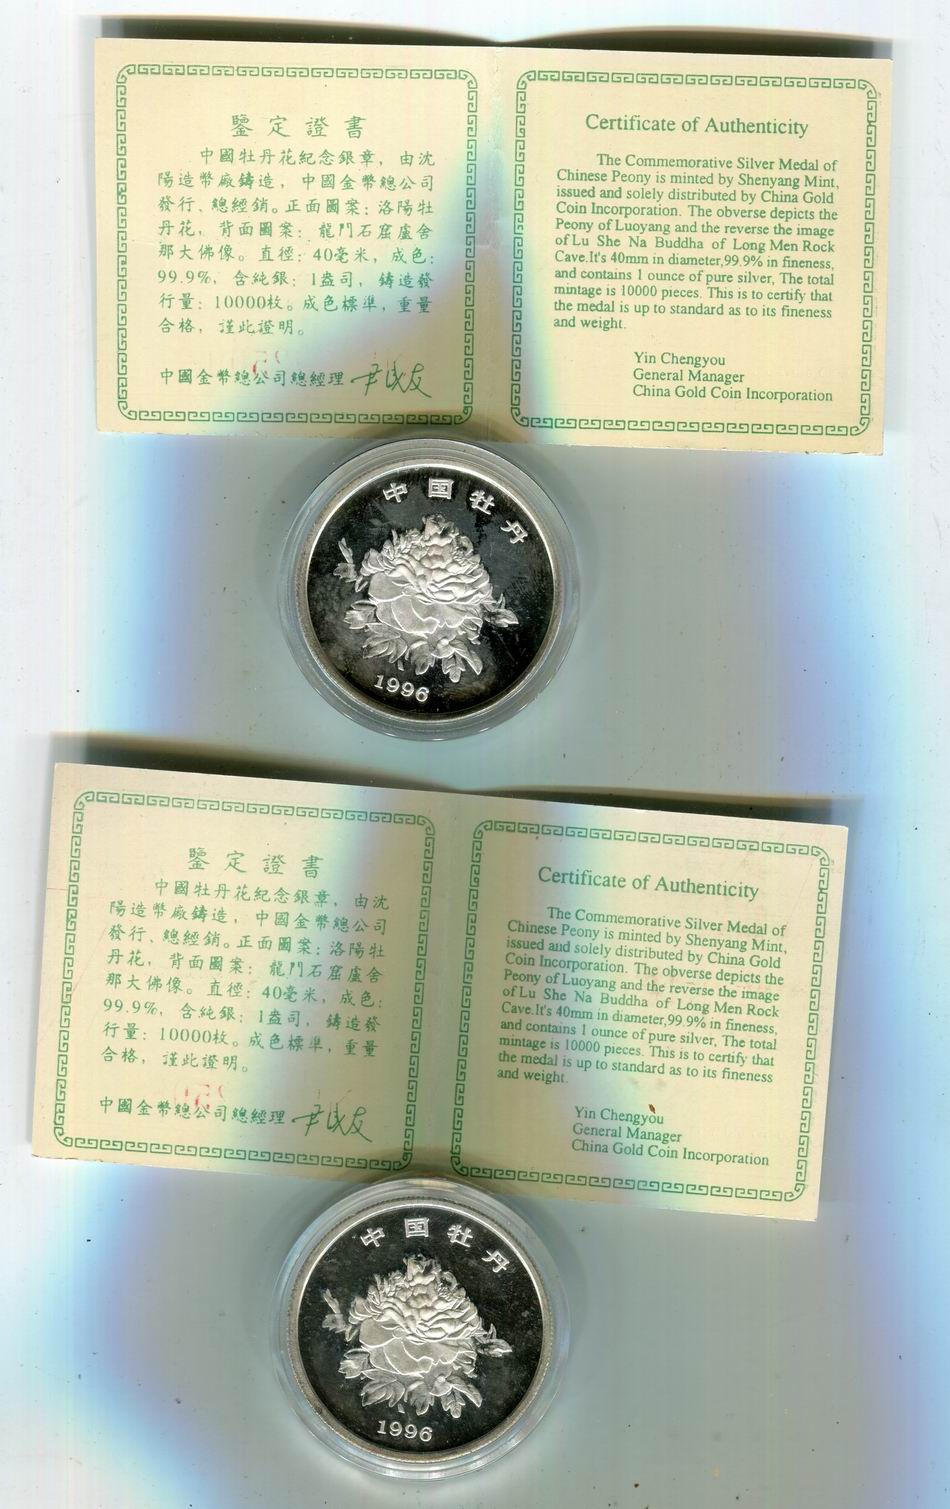 鑒定證書
中國牡丹花紀念銀章，由沈
陽造幣廠鑄造，中國金幣總公司
發行、總經銷。正面圖案：洛陽牡
丹花，背面圖案：龍門石窟盧舍
那大佛像。直徑：40毫米，成色：
99.9%，含純銀：1盎司，鑄造發
行量：10000枚。成色標準，重量
合格，謹此證明。
中國金幣總公司總經理
Certificate of Authenticity
The Commemorative Silver Medal of
Chinese Peony is minted by Shenyang Mint,
issued and solely distributed by China Gold
Coin Incorporation. The obverse depicts the
Peony of Luoyang and the reverse the image
of Lu She Na Buddha of Long Men Rock
Cave.It's 40mm in diameter,99.9% in fineness,
and contains 1 ounce of pure silver, The total
mintage is 10000 pieces. This is to certify that
the medal is up to standard as to its fineness
and weight.
Yin Chengyou
General Manager
China Gold Coin Incorporation
中国牡丹
1996
鑒定證書
中國牡丹花紀念銀章，由沈
陽造幣廠鑄造，中國金幣總公司
發行、總經銷。正面圖案：洛陽牡
丹花，背面圖案：龍門石窟盧舍
那大佛像。直徑：40毫米，成色：
99.9%，含純銀：1盎司，鑄造發
行量：10000枚。成色標準，重量
合格，謹此證明。
中國金幣總公司總經理
Certificate of Authenticity
The Commemorative Silver Medal of
Chinese Peony is minted by Shenyang Mint,
issued and solely distributed by China Gold
Coin Incorporation. The obverse depicts the
Peony of Luoyang and the reverse the image
of Lu She Na Buddha of Long Men Rock
Cave.It's 40mm in diameter,99.9% in fineness,
and contains 1 ounce of pure silver, The total
mintage is 10000 pieces. This is to certify that
the medal is up to standard as to its fineness
and weight.
Yin Chengyou
General Manager
China Gold Coin Incorporation
中国牡丹
1996